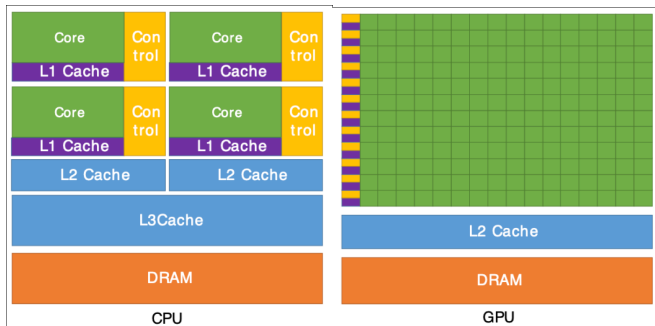 Core
Con
trol
L1 Cache
Core
Con
trol
L1 Cache
Core
Con
trol
L1 Cache
Core
Con
trol
L1 Cache
L2 Cache
L2 Cache
L3Cache
DRAM
CPU
L2 Cache
DRAM
GPU